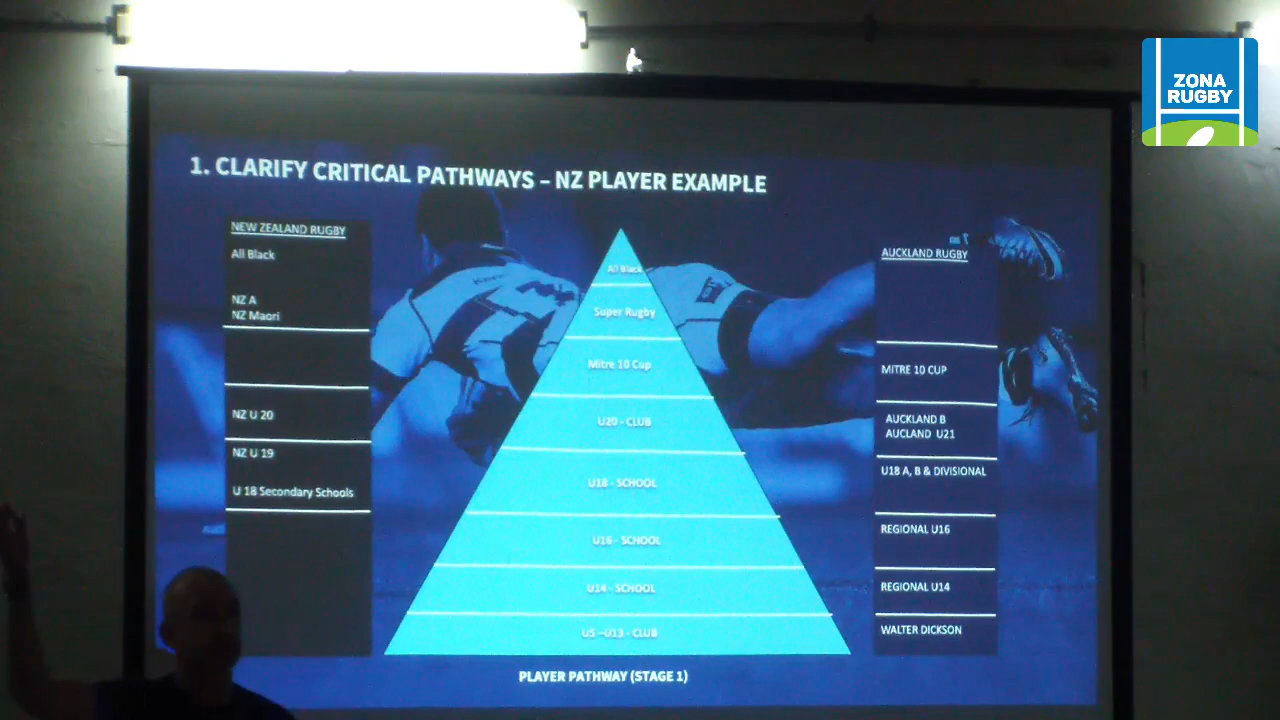 ZONA
RUGBY
1. CLARIFY CRITICAL PATHWAYS – NZ PLAYER EXAMPLE
NEW ZEALAND RUGBY
All Black
NZ A
NZ Maori
NZ U 20
NZ U 19
U 18 Secondary Schools
All Black
Super Rugby
Mitre 10 Cup
U20 - CLUB
U18 - SCHOOL
U16 - SCHOOL
U14 - SCHOOL
U5 –U13 - CLUB
AUCKLAND RUGBY
MITRE 10 CUP
AUCKLAND B
AUCLAND U21
U18 A, B & DIVISIONAL
REGIONAL U16
REGIONAL U14
WALTER DICKSON
PLAYER PATHWAY (STAGE 1)